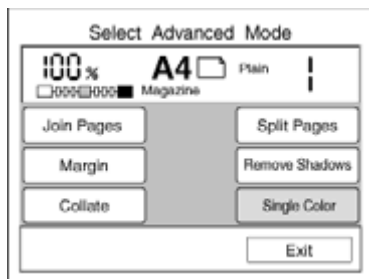 Select Advanced Mode
100 % A4 Plain 1
Magazine
Join Pages Split Pages
Margin Remove Shadows
Collate Single Color
Exit